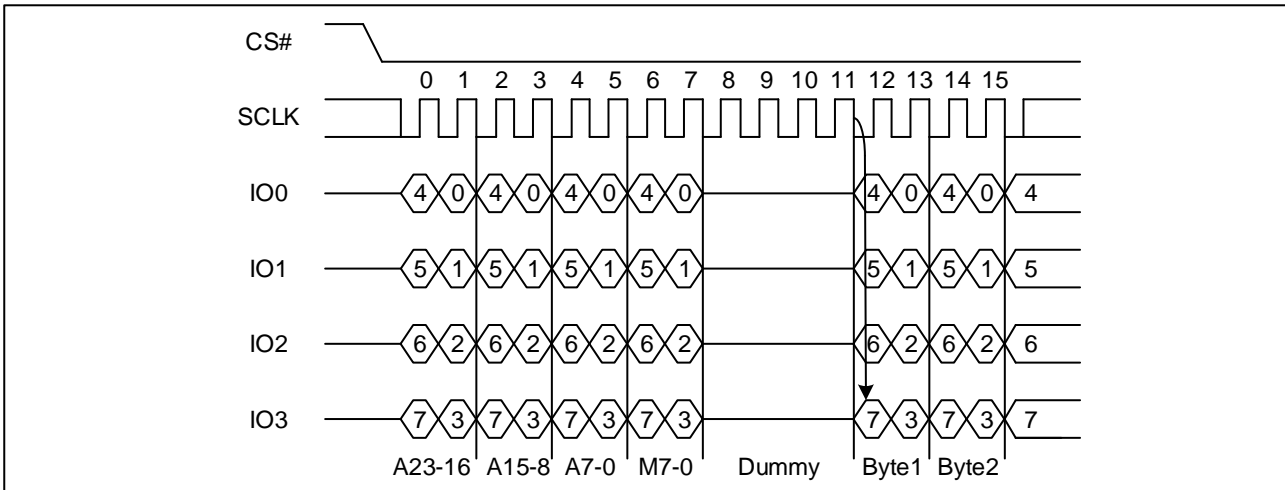 CS#
0 1 2 3 4 5 6 7 8 9 10 11 12 13 14 15
SCLK
IO0 4 0 4 0 4 0 4 0 4 0 4 0 4
IO1 5 1 5 1 5 1 5 1 5 1 5 1 5
IO2 6 2 6 2 6 2 6 2 6 2 6 2 6
IO3 7 3 7 3 7 3 7 3 7 3 7 3 7
A23-16 A15-8 A7-0 M7-0 Dummy Byte1 Byte2